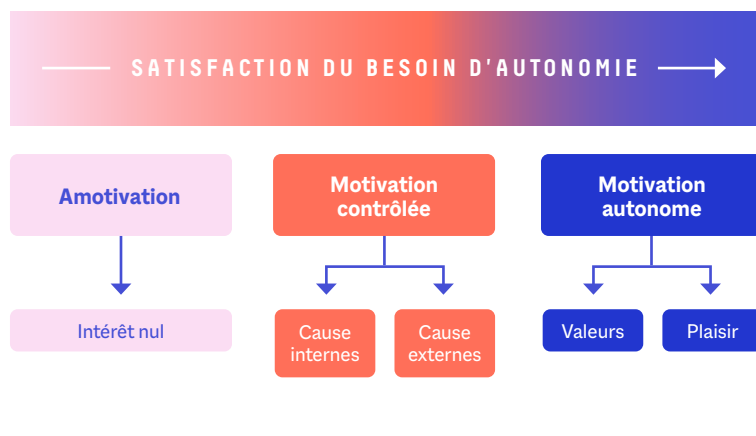 SATISFACTION DU BESOIN D'AUTONOMIE
Amotivation
Motivation
contrôlée
Motivation
autonome
Intérêt nul
Cause
internes
Cause
externes
Valeurs
Plaisir